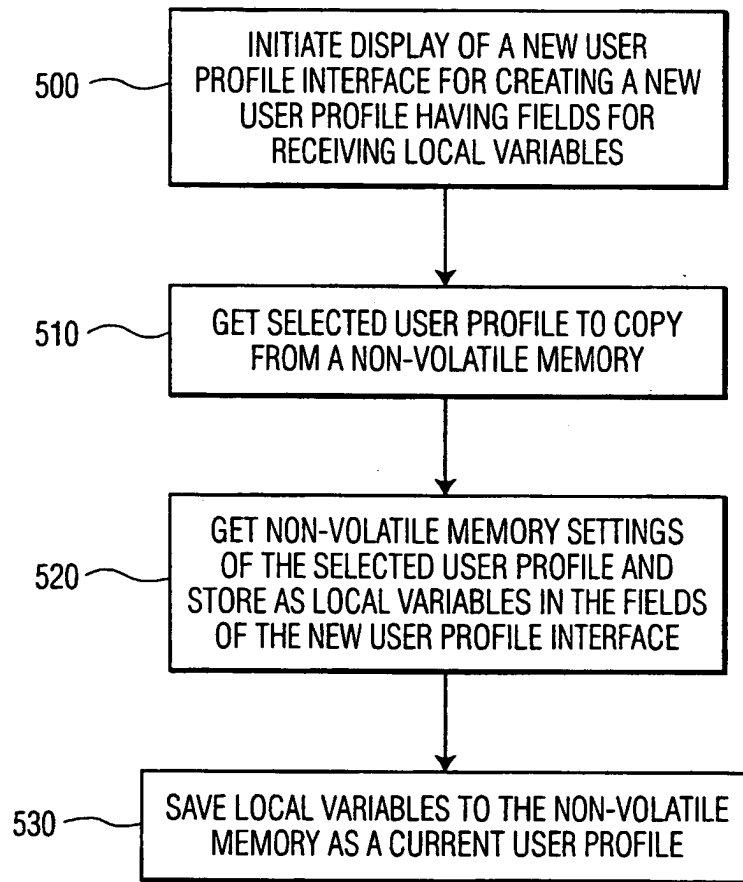 500
INITIATE DISPLAY OF A NEW USER
PROFILE INTERFACE FOR CREATING A NEW
USER PROFILE HAVING FIELDS FOR
RECEIVING LOCAL VARIABLES
510
GET SELECTED USER PROFILE TO COPY
FROM A NON-VOLATILE MEMORY
520
GET NON-VOLATILE MEMORY SETTINGS
OF THE SELECTED USER PROFILE AND
STORE AS LOCAL VARIABLES IN THE FIELDS
OF THE NEW USER PROFILE INTERFACE
530
SAVE LOCAL VARIABLES TO THE NON-VOLATILE
MEMORY AS A CURRENT USER PROFILE